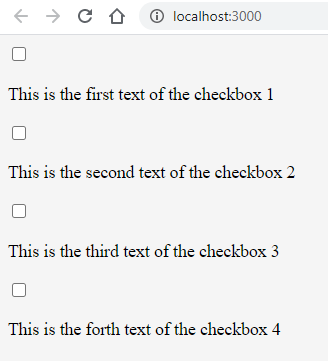 localhost:3000
This is the first text of the checkbox 1
This is the second text of the checkbox 2
This is the third text of the checkbox 3
This is the forth text of the checkbox 4